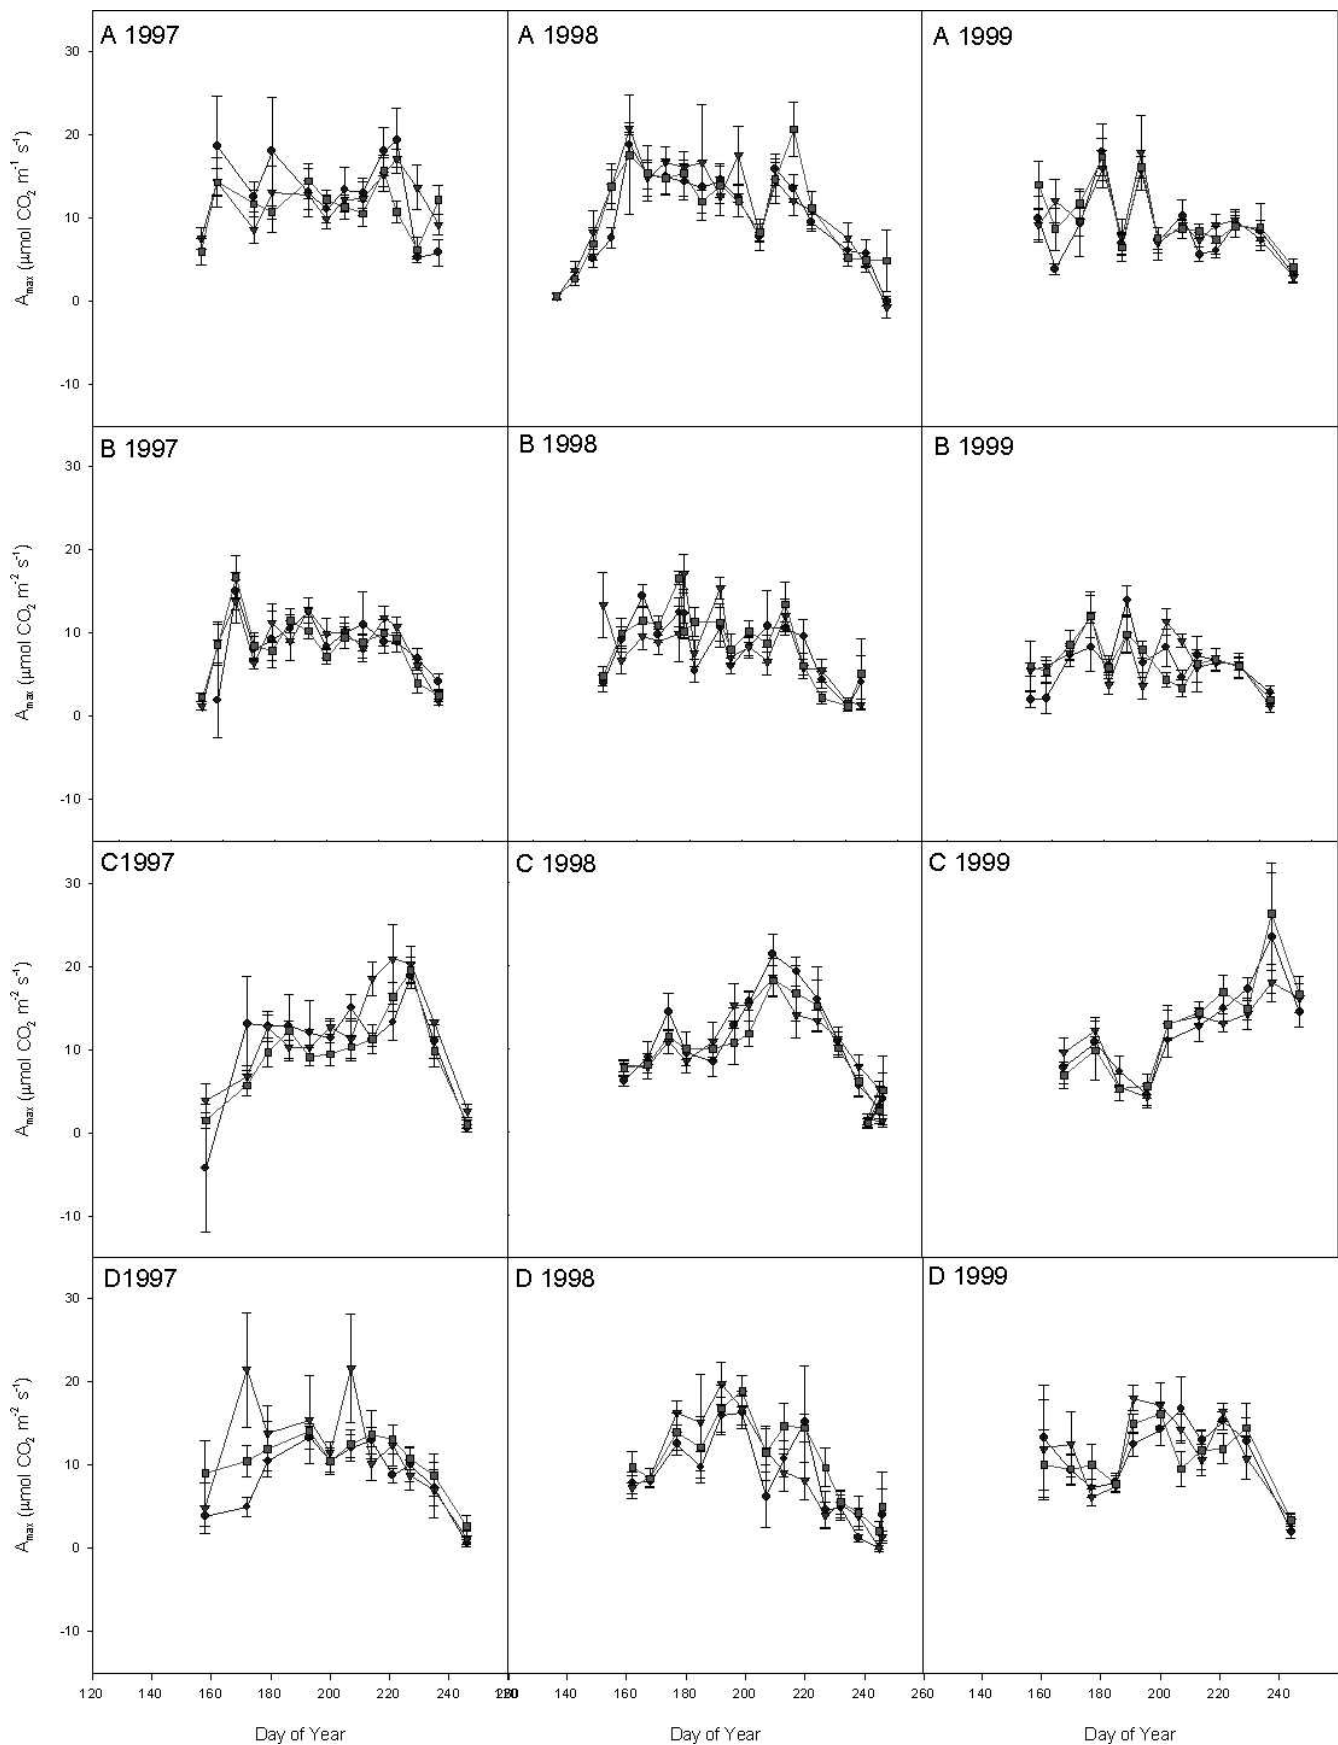 A 1997
A 1998
A 1999
30
20
10
0
-10
Amax (µmol CO2 m-1 s-1)
B 1997
B 1998
B 1999
30
20
10
0
-10
Amax (µmol CO2 m-2 s-1)
C1997
C 1998
C 1999
30
20
10
0
-10
Amax (µmol CO2 m-2 s-1)
D1997
D 1998
D 1999
30
20
10
0
-10
Amax (µmol CO2 m-2 s-1)
120 140 160 180 200 220 240 140 160 180 200 220 240 260 140 160 180 200 220 240
Day of Year Day of Year Day of Year